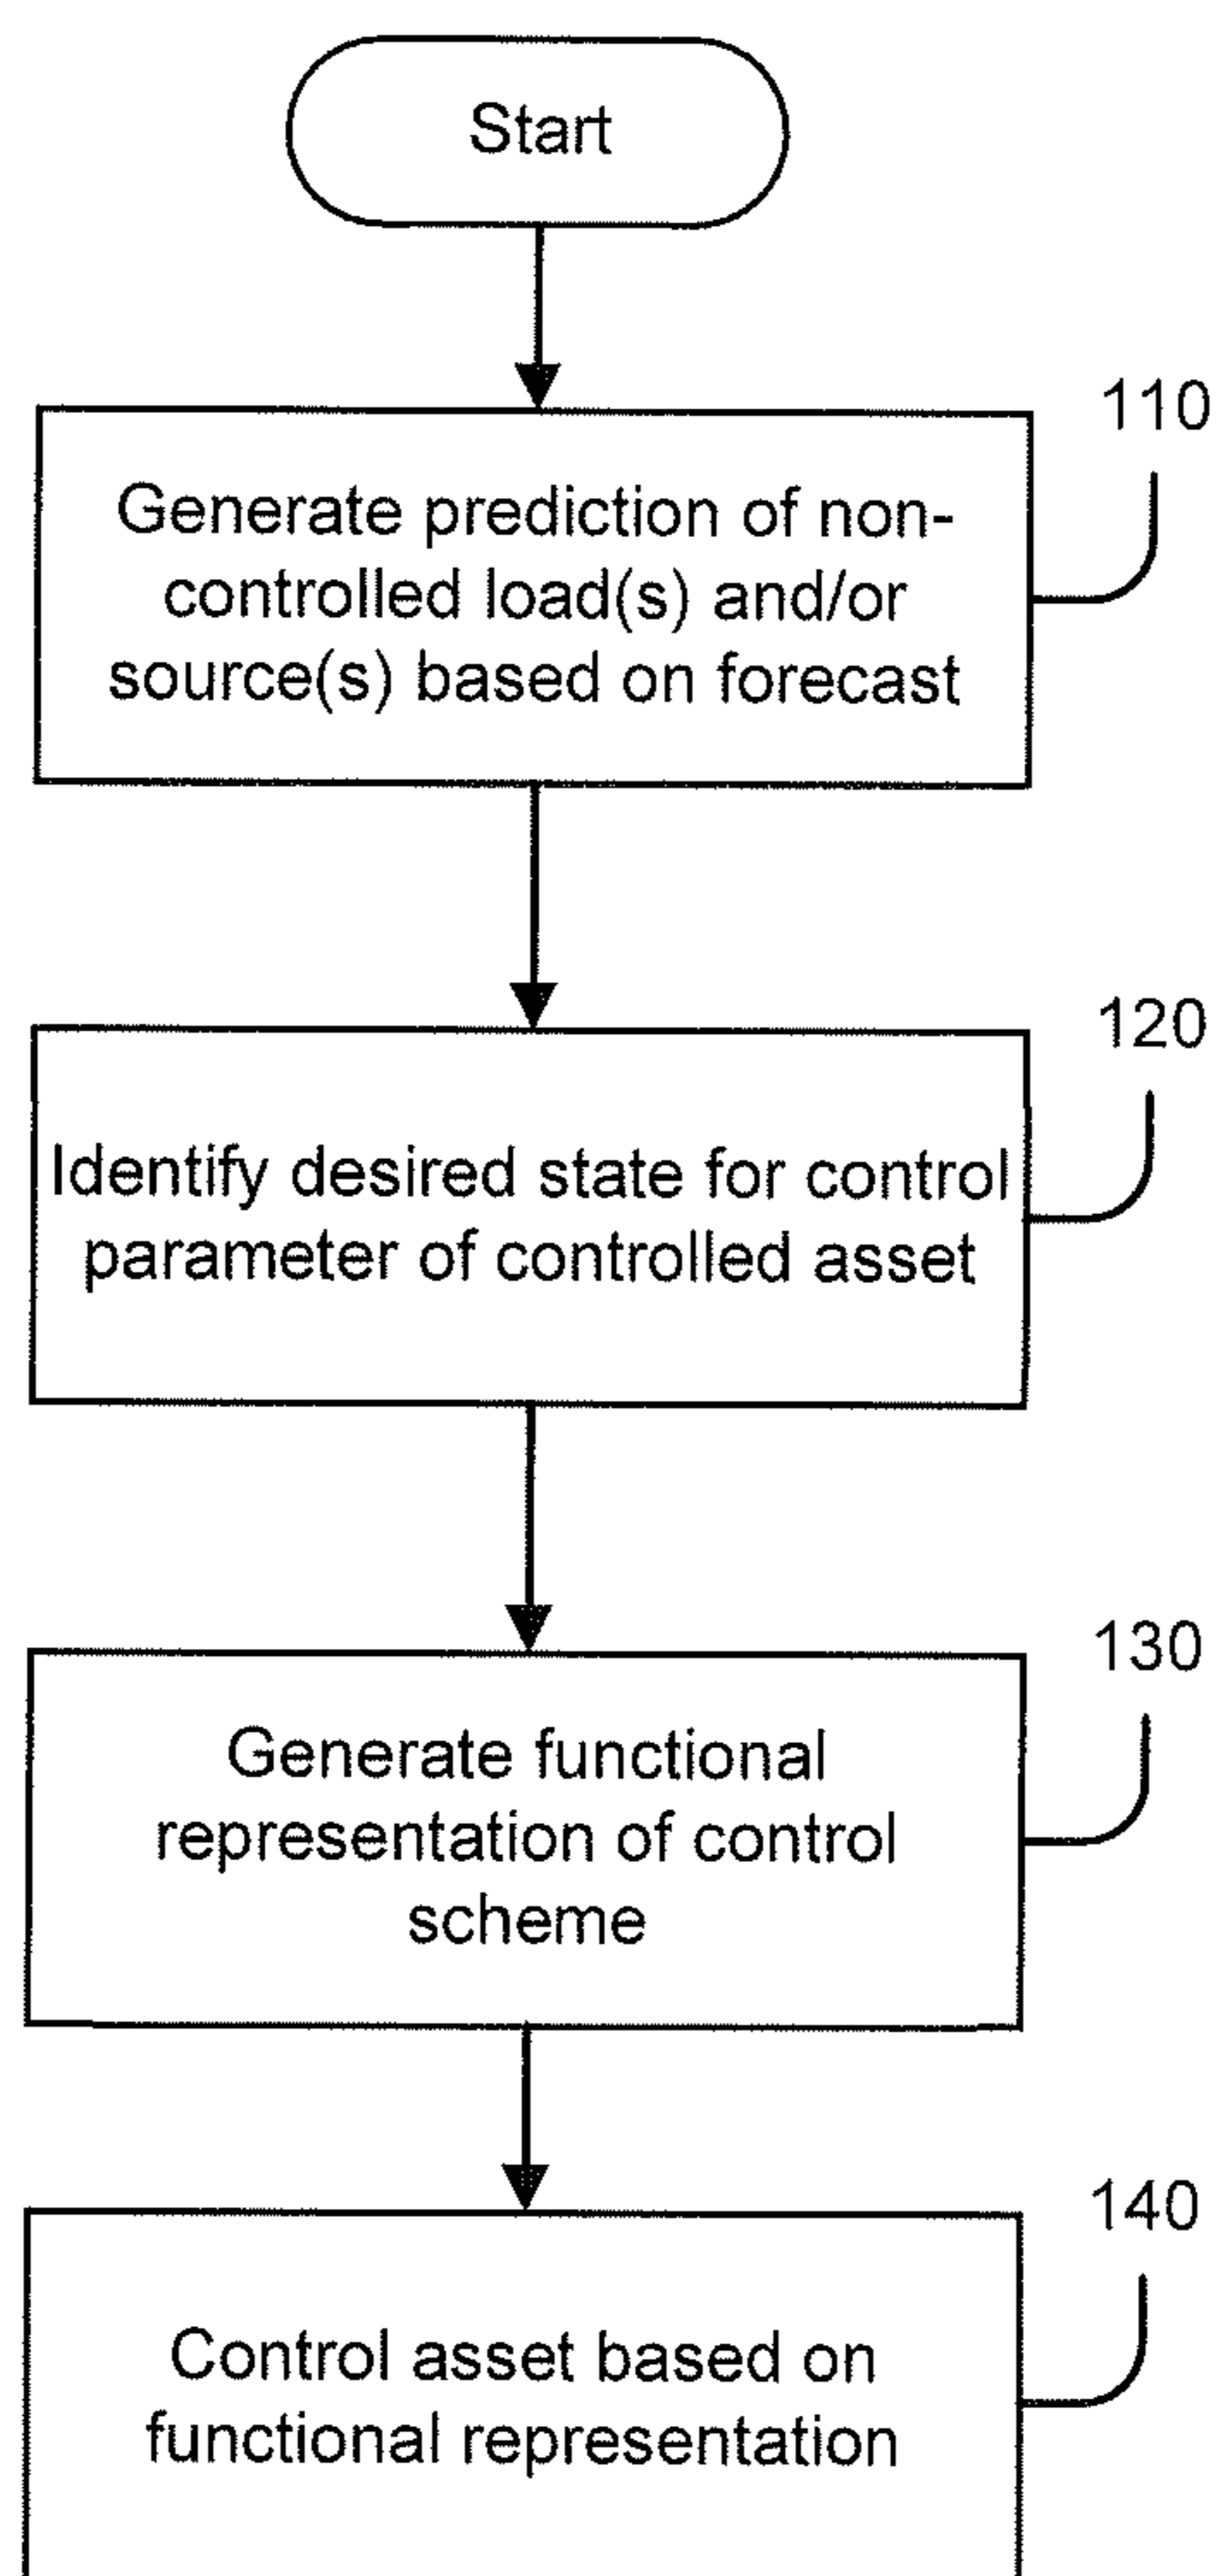 Start
110
Generate prediction of non-
controlled load(s) and/or
source(s) based on forecast
120
Identify desired state for control
parameter of controlled asset
130
Generate functional
representation of control
scheme
140
Control asset based on
functional representation